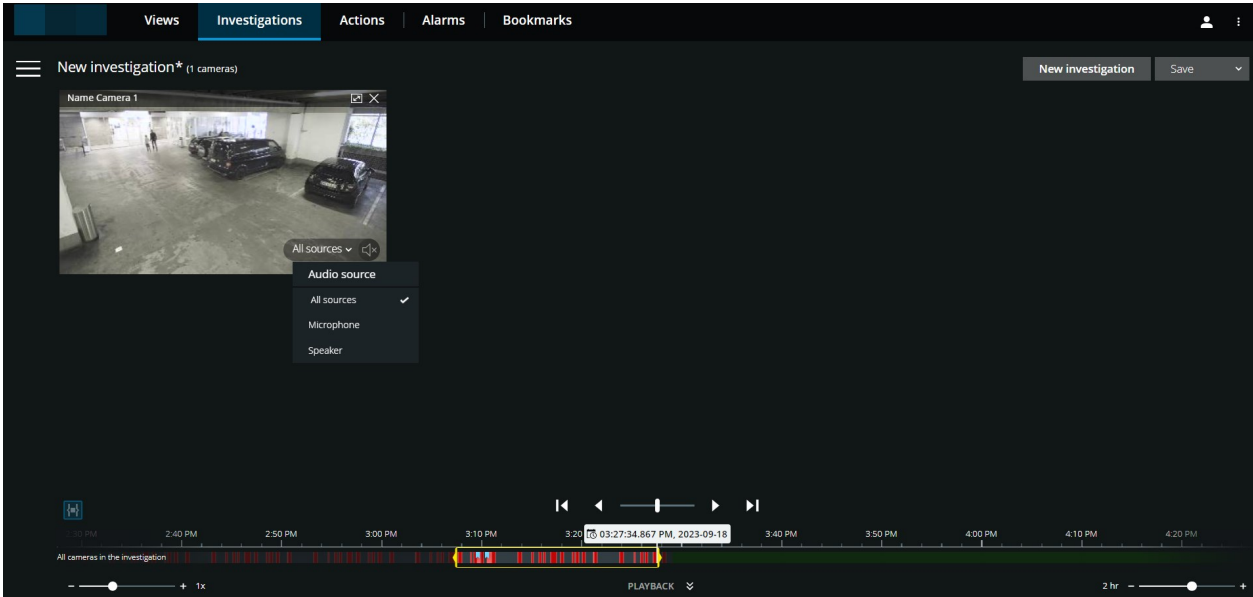 Views Investigations Actions Alarms Bookmarks
New investigation* (1 cameras)
New investigation Save
Name Camera 1
All sources
Audio source
All sources
Microphone
Speaker
2:40 PM 2:50 PM 3:00 PM 3:10 PM 3:20 03:27:34.867 PM, 2023-09-18 3:40 PM 3:50 PM 4:00 PM 4:10 PM 4:20 PM
All cameras in the investigation
- + 1x PLAYBACK 2 hr - +